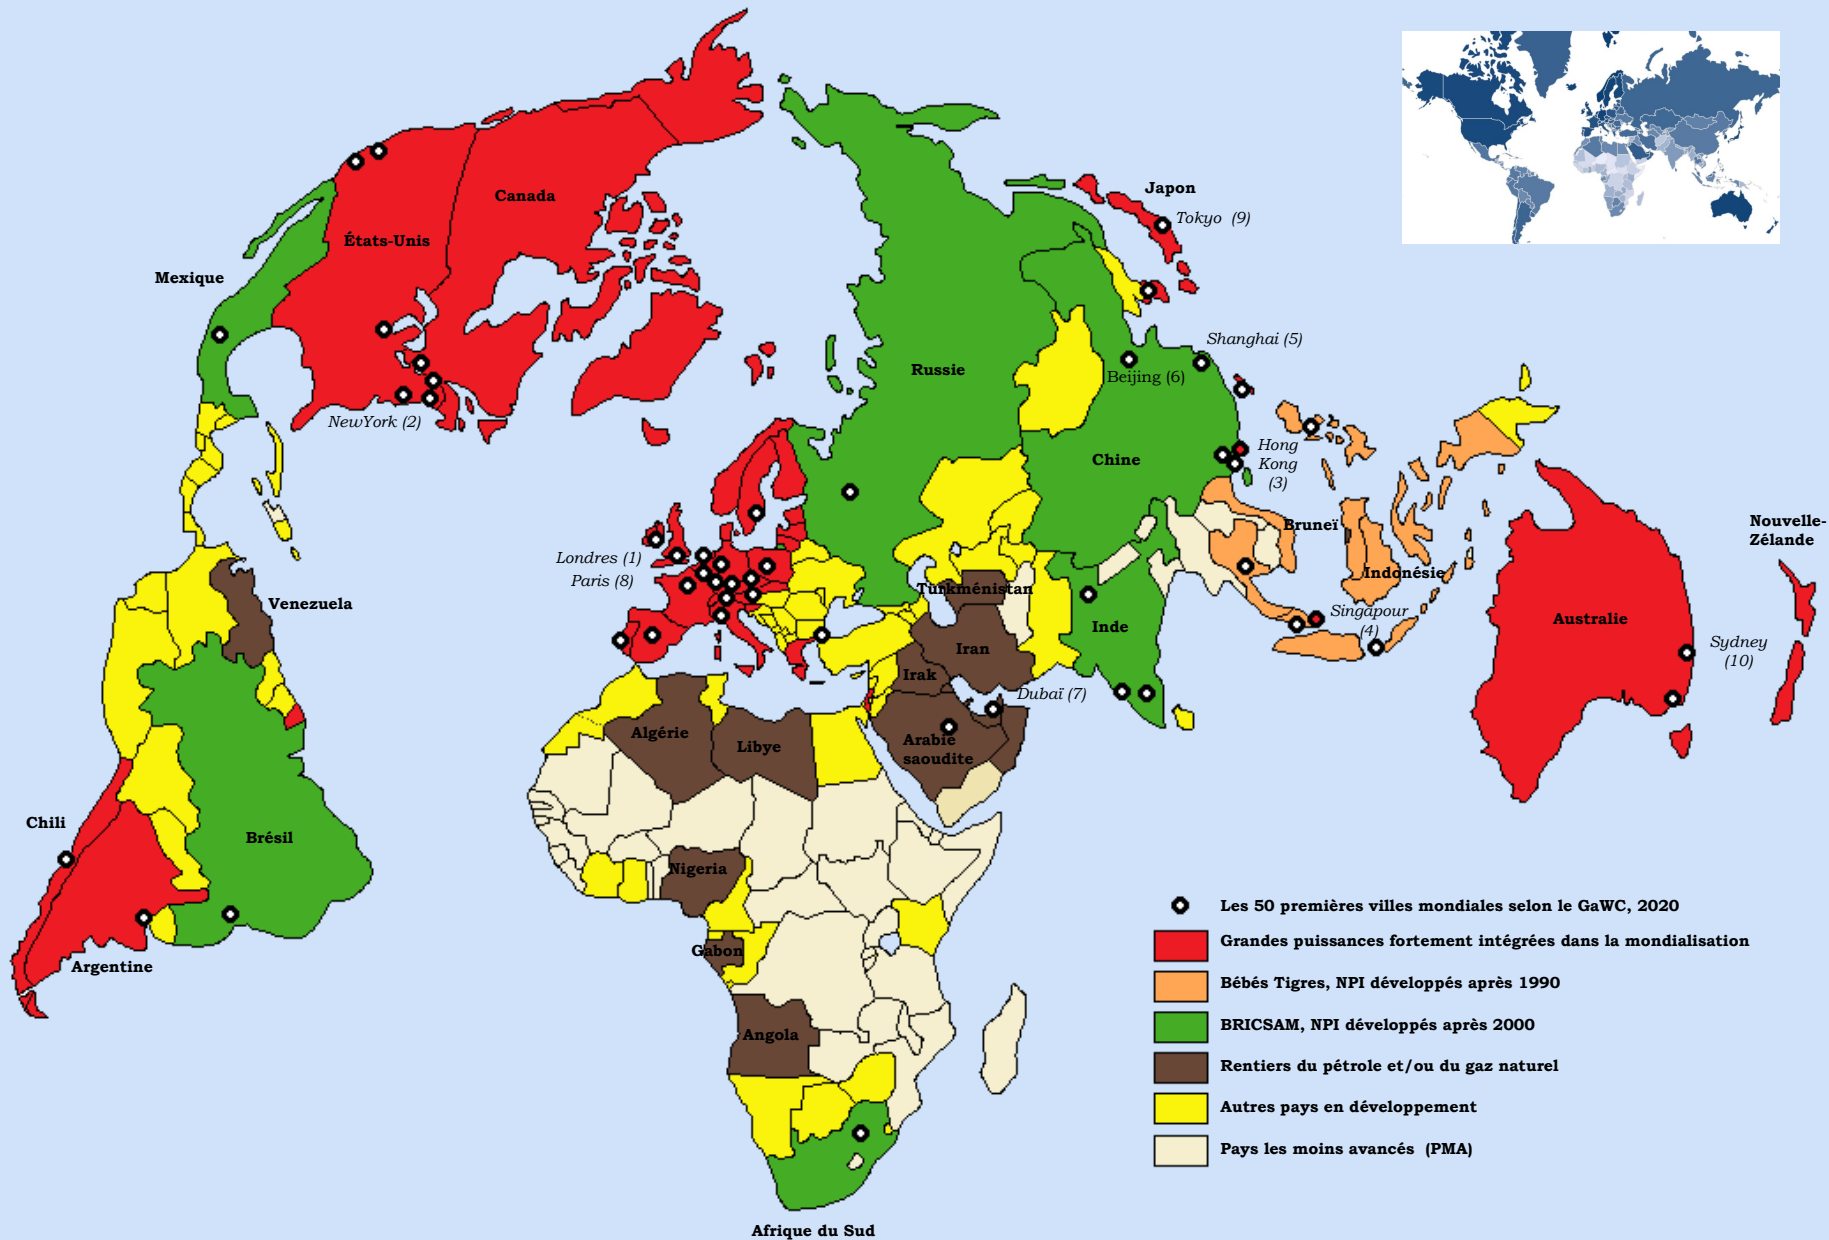 Canada
États-Unis
Mexique
NewYork (2)
Japon
Tokyo (9)
Russie
Shanghai (5)
Beijing (6)
Chine
Hong
Kong
(3)
Bruneï
Indonésie
Singapour
(4)
Nouvelle-
Zélande
Australie
Sydney
(10)
Londres (1)
Paris (8)
Turkménistan
Inde
Iran
Irak
Dubaï (7)
Arabie
saoudite
Algérie
Libye
Venezuela
Chili
Brésil
Argentine
Nigeria
Gabon
Angola
Afrique du Sud
Les 50 premières villes mondiales selon le GaWC, 2020
Grandes puissances fortement intégrées dans la mondialisation
Bébés Tigres, NPI développés après 1990
BRICSAM, NPI développés après 2000
Rentiers du pétrole et/ou du gaz naturel
Autres pays en développement
Pays les moins avancés (PMA)